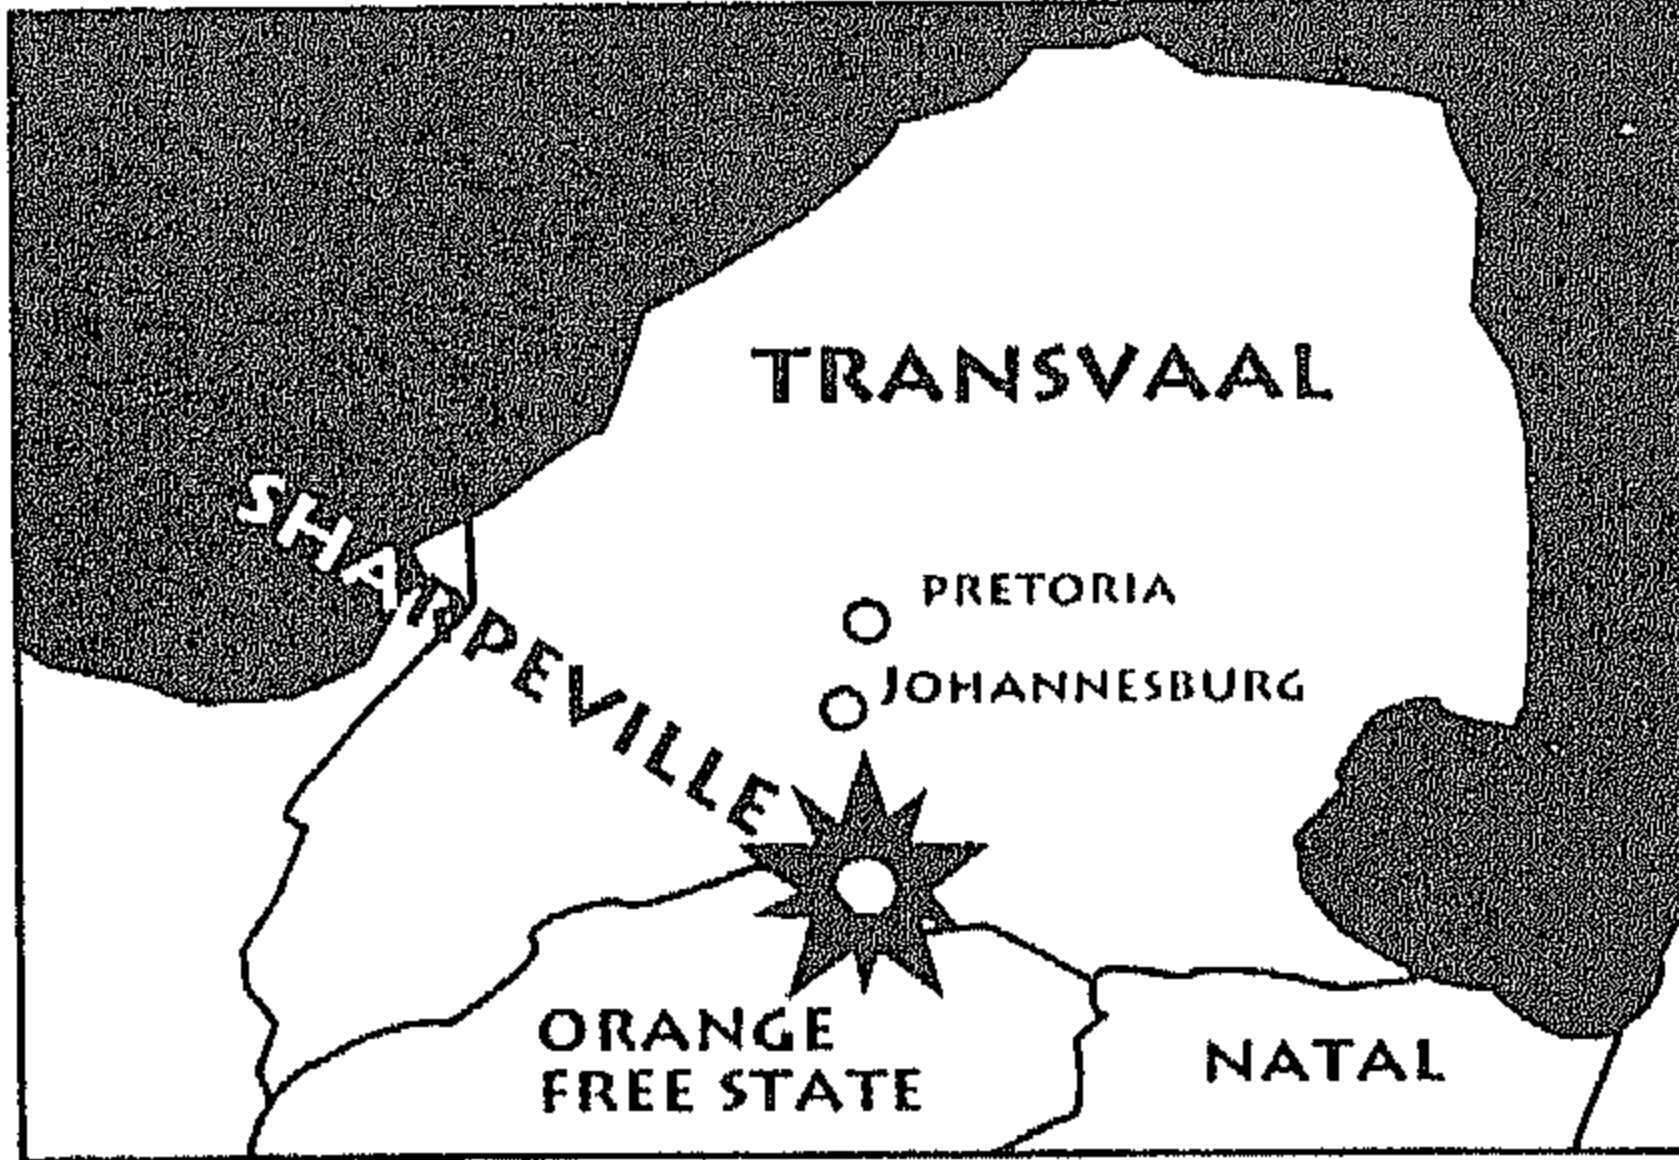 TRANSVAAL
SHARPEVILLE
PRETORIA
JOHANNESBURG
ORANGE
FREE STATE
NATAL